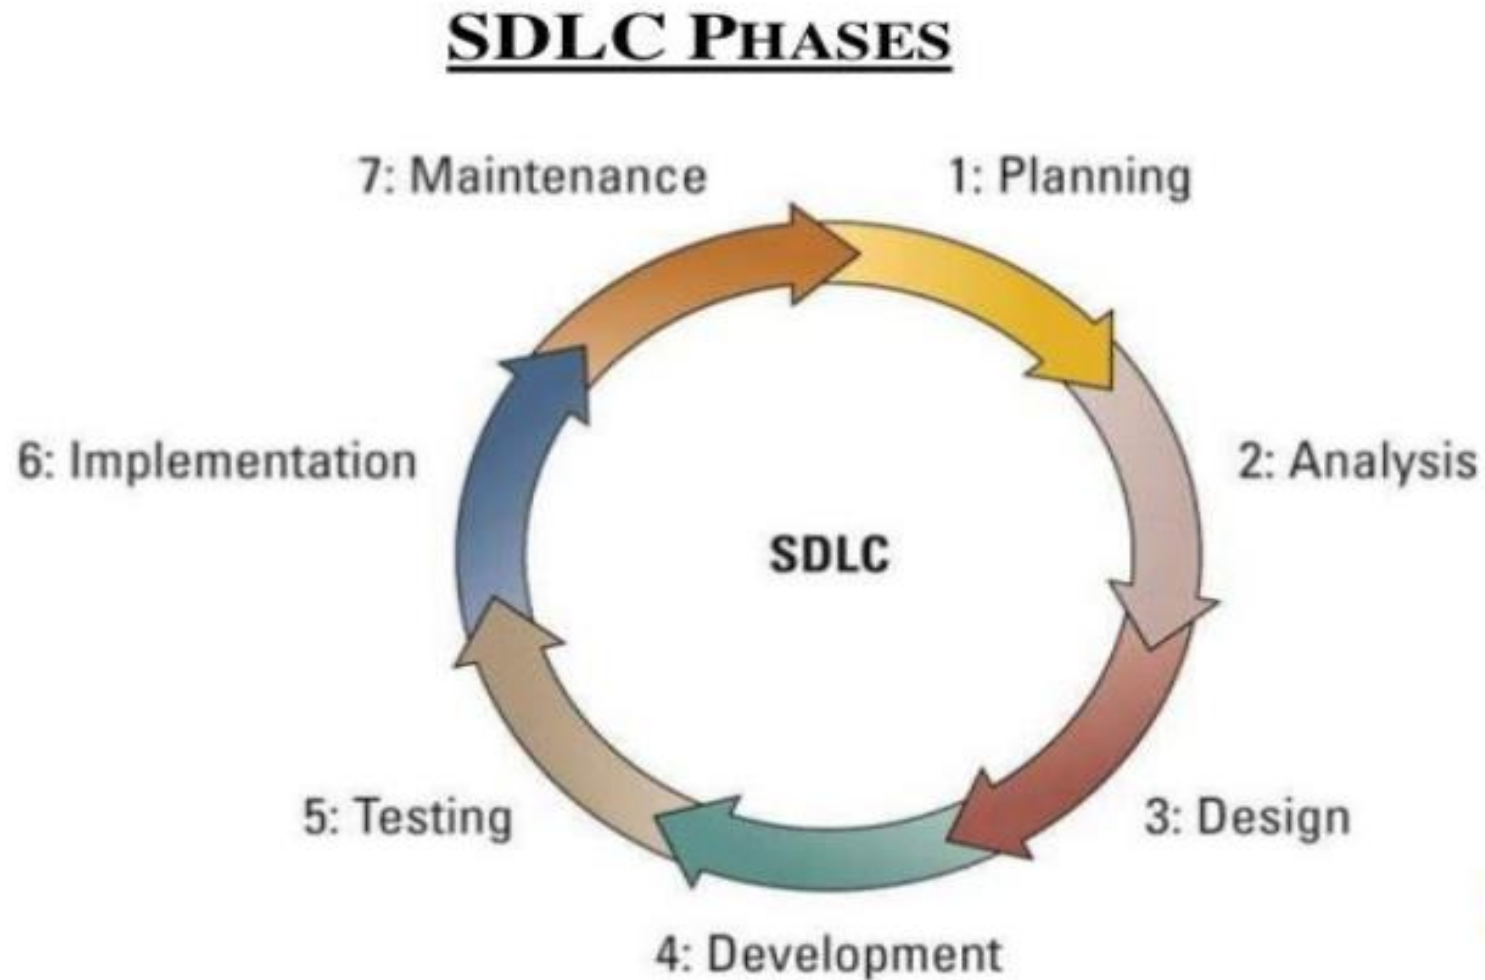 SDLC PHASES
7: Maintenance
1: Planning
6: Implementation
2: Analysis
SDLC
5: Testing
3: Design
4: Development